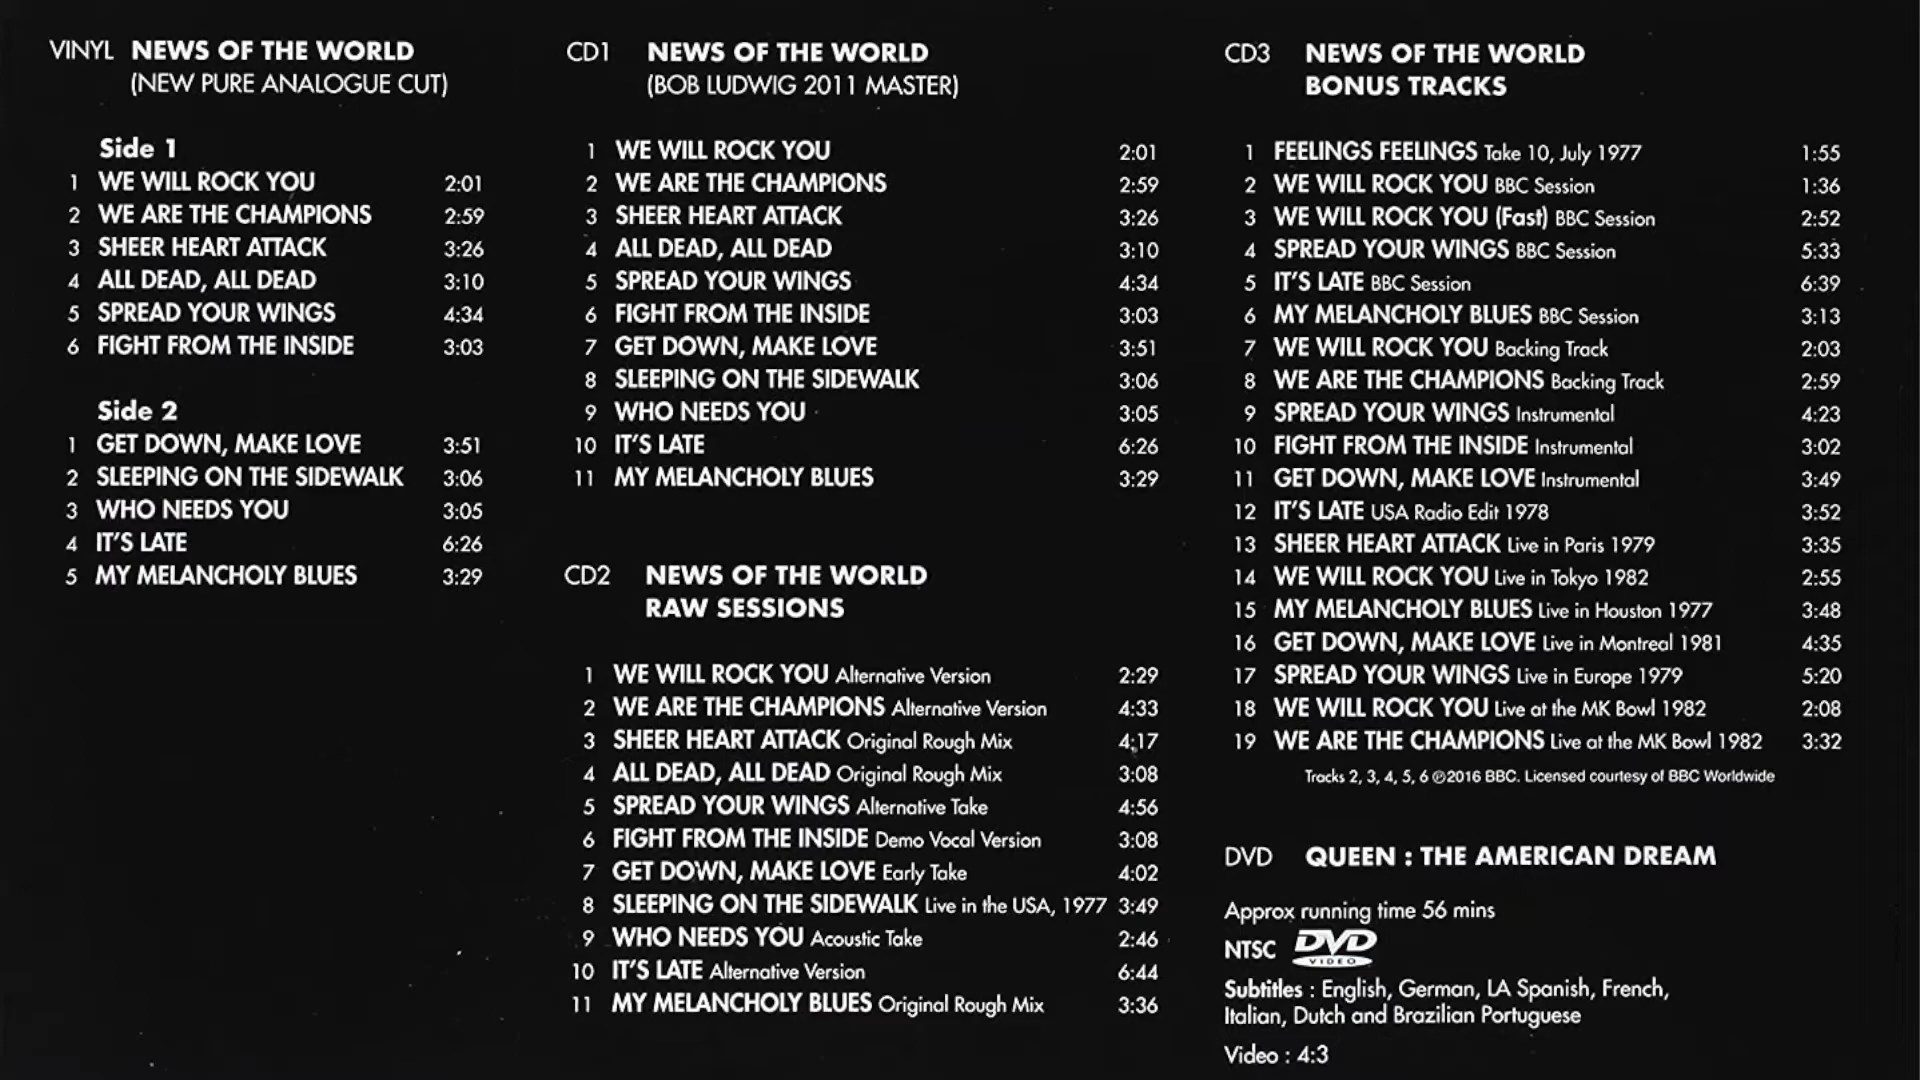 VINYL NEWS OF THE WORLD
(NEW PURE ANALOGUE CUT)
Side 1
1 WE WILL ROCK YOU 2:01
2 WE ARE THE CHAMPIONS 2:59
3 SHEER HEART ATTACK 3:26
4 ALL DEAD, ALL DEAD 3:10
5 SPREAD YOUR WINGS 4:34
6 FIGHT FROM THE INSIDE 3:03
Side 2
1 GET DOWN, MAKE LOVE 3:51
2 SLEEPING ON THE SIDEWALK 3:06
3 WHO NEEDS YOU 3:05
4 IT'S LATE 6:26
5 MY MELANCHOLY BLUES 3:29
CD1 NEWS OF THE WORLD
(BOB LUDWIG 2011 MASTER)
1 WE WILL ROCK YOU 2:01
2 WE ARE THE CHAMPIONS 2:59
3 SHEER HEART ATTACK 3:26
4 ALL DEAD, ALL DEAD 3:10
5 SPREAD YOUR WINGS 4:34
6 FIGHT FROM THE INSIDE 3:03
7 GET DOWN, MAKE LOVE 3:51
8 SLEEPING ON THE SIDEWALK 3:06
9 WHO NEEDS YOU 3:05
10 IT'S LATE 6:26
11 MY MELANCHOLY BLUES 3:29
CD2 NEWS OF THE WORLD
RAW SESSIONS
1 WE WILL ROCK YOU Alternative Version 2:29
2 WE ARE THE CHAMPIONS Alternative Version 4:33
3 SHEER HEART ATTACK Original Rough Mix 4:17
4 ALL DEAD, ALL DEAD Original Rough Mix 3:08
5 SPREAD YOUR WINGS Alternative Take 4:56
6 FIGHT FROM THE INSIDE Demo Vocal Version 3:08
7 GET DOWN, MAKE LOVE Early Take 4:02
8 SLEEPING ON THE SIDEWALK Live in the USA, 1977 3:49
9 WHO NEEDS YOU Acoustic Take 2:46
10 IT'S LATE Alternative Version 6:44
11 MY MELANCHOLY BLUES Original Rough Mix 3:36
CD3 NEWS OF THE WORLD
BONUS TRACKS
1 FEELINGS FEELINGS Take 10, July 1977 1:55
2 WE WILL ROCK YOU BBC Session 1:36
3 WE WILL ROCK YOU (Fast) BBC Session 2:52
4 SPREAD YOUR WINGS BBC Session 5:33
5 IT'S LATE BBC Session 6:39
6 MY MELANCHOLY BLUES BBC Session 3:13
7 WE WILL ROCK YOU Backing Track 2:03
8 WE ARE THE CHAMPIONS Backing Track 2:59
9 SPREAD YOUR WINGS Instrumental 4:23
10 FIGHT FROM THE INSIDE Instrumental 3:02
11 GET DOWN, MAKE LOVE Instrumental 3:49
12 IT'S LATE USA Radio Edit 1978 3:52
13 SHEER HEART ATTACK Live in Paris 1979 3:35
14 WE WILL ROCK YOU Live in Tokyo 1982 2:55
15 MY MELANCHOLY BLUES Live in Houston 1977 3:48
16 GET DOWN, MAKE LOVE Live in Montreal 1981 4:35
17 SPREAD YOUR WINGS Live in Europe 1979 5:20
18 WE WILL ROCK YOU Live at the MK Bowl 1982 2:08
19 WE ARE THE CHAMPIONS Live at the MK Bowl 1982 3:32
Tracks 2, 3, 4, 5, 6 ℗2016 BBC. Licensed courtesy of BBC Worldwide
DVD QUEEN : THE AMERICAN DREAM
Approx running time 56 mins
NTSC DVD VIDEO
Subtitles : English, German, LA Spanish, French,
Italian, Dutch and Brazilian Portuguese
Video : 4:3